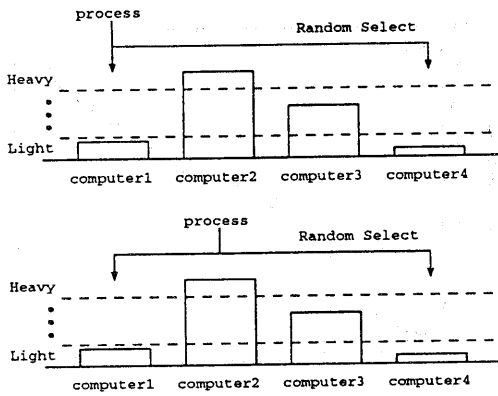 process
Random Select
Heavy
Light
computer1 computer2 computer3 computer4
process
Random Select
Heavy
Light
computer1 computer2 computer3 computer4